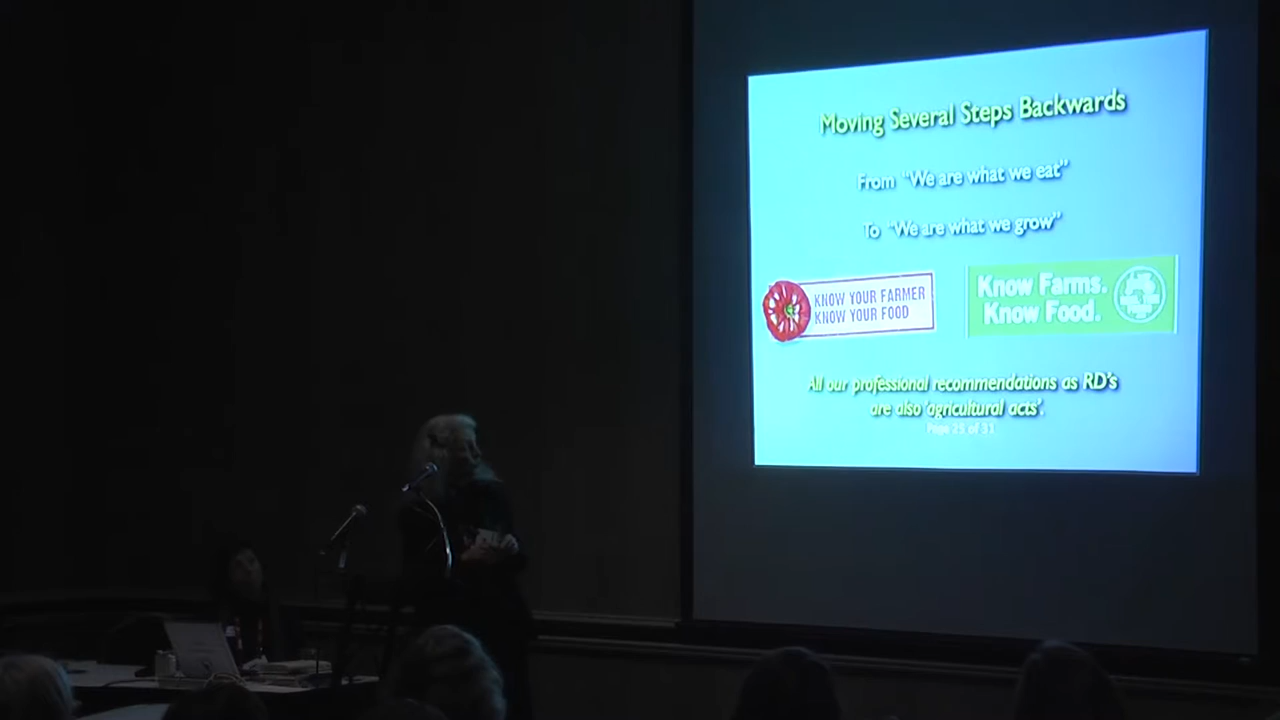 Moving Several Steps Backwards
From "We are what we eat"
To "We are what we grow"
KNOW YOUR FARMER
KNOW YOUR FOOD
Know Farms.
Know Food.
All our professional recommendations as RD's
are also 'agricultural acts'.